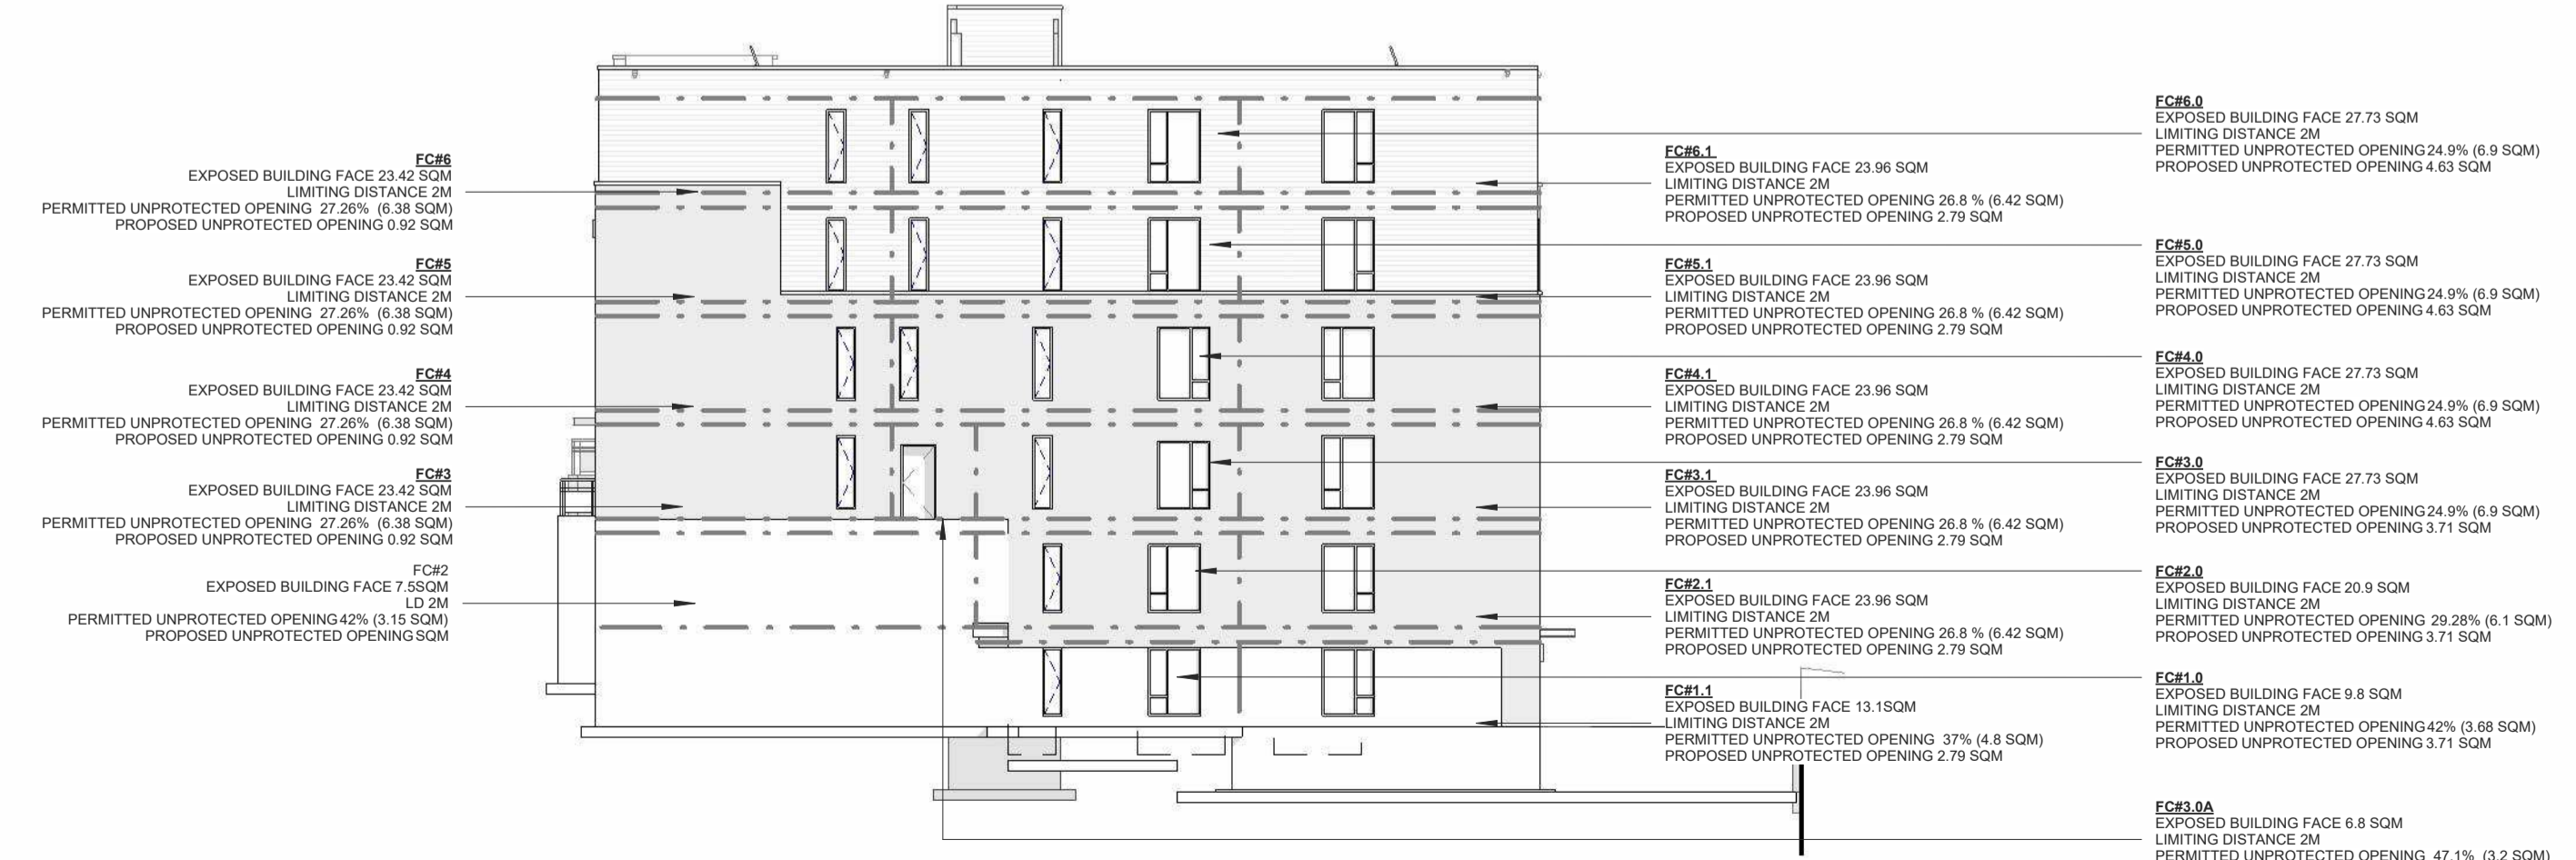 FC#6
EXPOSED BUILDING FACE 23.42 SQM
LIMITING DISTANCE 2M
PERMITTED UNPROTECTED OPENING 27.26% (6.38 SQM)
PROPOSED UNPROTECTED OPENING 0.92 SQM
FC#5
EXPOSED BUILDING FACE 23.42 SQM
LIMITING DISTANCE 2M
PERMITTED UNPROTECTED OPENING 27.26% (6.38 SQM)
PROPOSED UNPROTECTED OPENING 0.92 SQM
FC#4
EXPOSED BUILDING FACE 23.42 SQM
LIMITING DISTANCE 2M
PERMITTED UNPROTECTED OPENING 27.26% (6.38 SQM)
PROPOSED UNPROTECTED OPENING 0.92 SQM
FC#3
EXPOSED BUILDING FACE 23.42 SQM
LIMITING DISTANCE 2M
PERMITTED UNPROTECTED OPENING 27.26% (6.38 SQM)
PROPOSED UNPROTECTED OPENING 0.92 SQM
FC#2
EXPOSED BUILDING FACE 7.5SQM
LD 2M
PERMITTED UNPROTECTED OPENING 42% (3.15 SQM)
PROPOSED UNPROTECTED OPENING SQM
FC#6.1
EXPOSED BUILDING FACE 23.96 SQM
LIMITING DISTANCE 2M
PERMITTED UNPROTECTED OPENING 26.8 % (6.42 SQM)
PROPOSED UNPROTECTED OPENING 2.79 SQM
FC#5.1
EXPOSED BUILDING FACE 23.96 SQM
LIMITING DISTANCE 2M
PERMITTED UNPROTECTED OPENING 26.8 % (6.42 SQM)
PROPOSED UNPROTECTED OPENING 2.79 SQM
FC#4.1
EXPOSED BUILDING FACE 23.96 SQM
LIMITING DISTANCE 2M
PERMITTED UNPROTECTED OPENING 26.8 % (6.42 SQM)
PROPOSED UNPROTECTED OPENING 2.79 SQM
FC#3.1
EXPOSED BUILDING FACE 23.96 SQM
LIMITING DISTANCE 2M
PERMITTED UNPROTECTED OPENING 26.8 % (6.42 SQM)
PROPOSED UNPROTECTED OPENING 2.79 SQM
FC#2.1
EXPOSED BUILDING FACE 23.96 SQM
LIMITING DISTANCE 2M
PERMITTED UNPROTECTED OPENING 26.8 % (6.42 SQM)
PROPOSED UNPROTECTED OPENING 2.79 SQM
FC#1.1
EXPOSED BUILDING FACE 13.1SQM
LIMITING DISTANCE 2M
PERMITTED UNPROTECTED OPENING 37% (4.8 SQM)
PROPOSED UNPROTECTED OPENING 2.79 SQM
FC#6.0
EXPOSED BUILDING FACE 27.73 SQM
LIMITING DISTANCE 2M
PERMITTED UNPROTECTED OPENING 24.9% (6.9 SQM)
PROPOSED UNPROTECTED OPENING 4.63 SQM
FC#5.0
EXPOSED BUILDING FACE 27.73 SQM
LIMITING DISTANCE 2M
PERMITTED UNPROTECTED OPENING 24.9% (6.9 SQM)
PROPOSED UNPROTECTED OPENING 4.63 SQM
FC#4.0
EXPOSED BUILDING FACE 27.73 SQM
LIMITING DISTANCE 2M
PERMITTED UNPROTECTED OPENING 24.9% (6.9 SQM)
PROPOSED UNPROTECTED OPENING 4.63 SQM
FC#3.0
EXPOSED BUILDING FACE 27.73 SQM
LIMITING DISTANCE 2M
PERMITTED UNPROTECTED OPENING 24.9% (6.9 SQM)
PROPOSED UNPROTECTED OPENING 3.71 SQM
FC#2.0
EXPOSED BUILDING FACE 20.9 SQM
LIMITING DISTANCE 2M
PERMITTED UNPROTECTED OPENING 29.28% (6.1 SQM)
PROPOSED UNPROTECTED OPENING 3.71 SQM
FC#1.0
EXPOSED BUILDING FACE 9.8 SQM
LIMITING DISTANCE 2M
PERMITTED UNPROTECTED OPENING 42% (3.68 SQM)
PROPOSED UNPROTECTED OPENING 3.71 SQM
FC#3.0A
EXPOSED BUILDING FACE 6.8 SQM
LIMITING DISTANCE 2M
PERMITTED UNPROTECTED OPENING 47.1% (3.2 SQM)